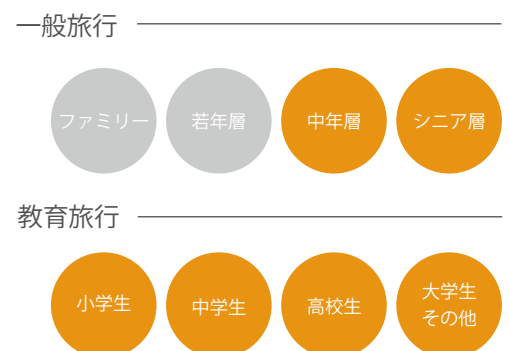 一般旅行
ファミリー
若年層
中年層
シニア層
教育旅行
小学生
中学生
高校生
大学生
その他